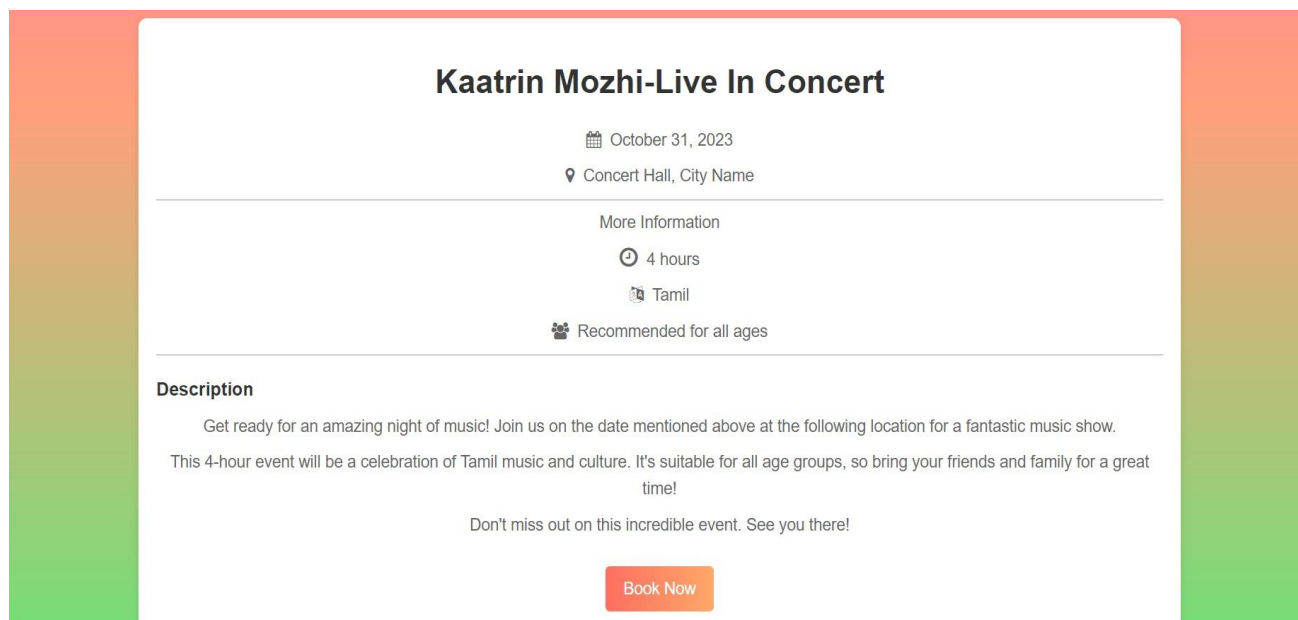 Kaatrin Mozhi-Live In Concert
October 31, 2023
Concert Hall, City Name
More Information
4 hours
Tamil
Recommended for all ages
Description
Get ready for an amazing night of music! Join us on the date mentioned above at the following location for a fantastic music show.
This 4-hour event will be a celebration of Tamil music and culture. It's suitable for all age groups, so bring your friends and family for a great
time!
Don't miss out on this incredible event. See you there!
Book Now